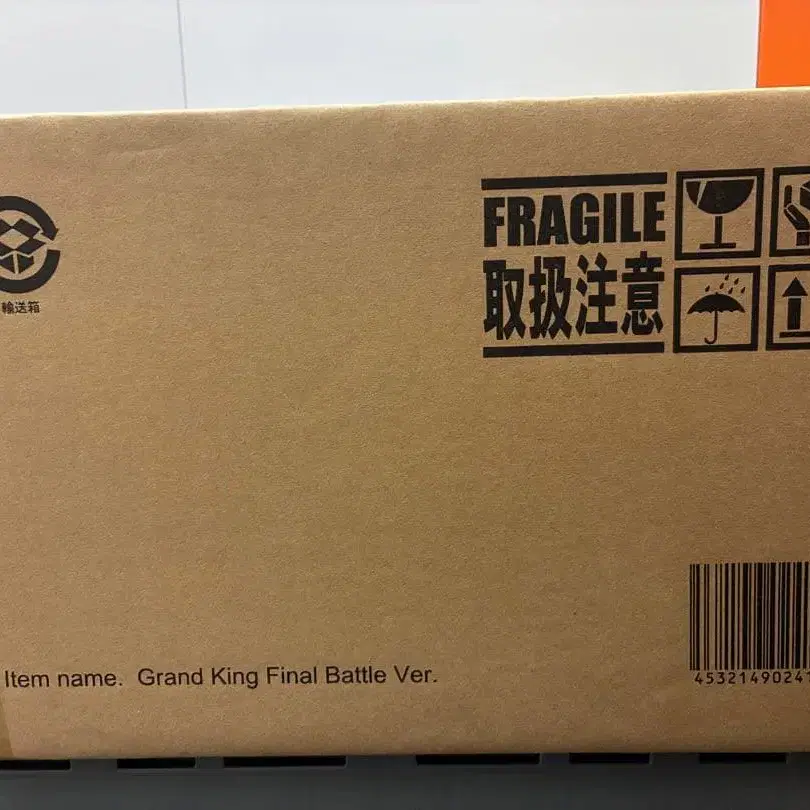 輸送箱
FRAGILE
取扱注意
Item name.  Grand King Final Battle Ver.
4532149024